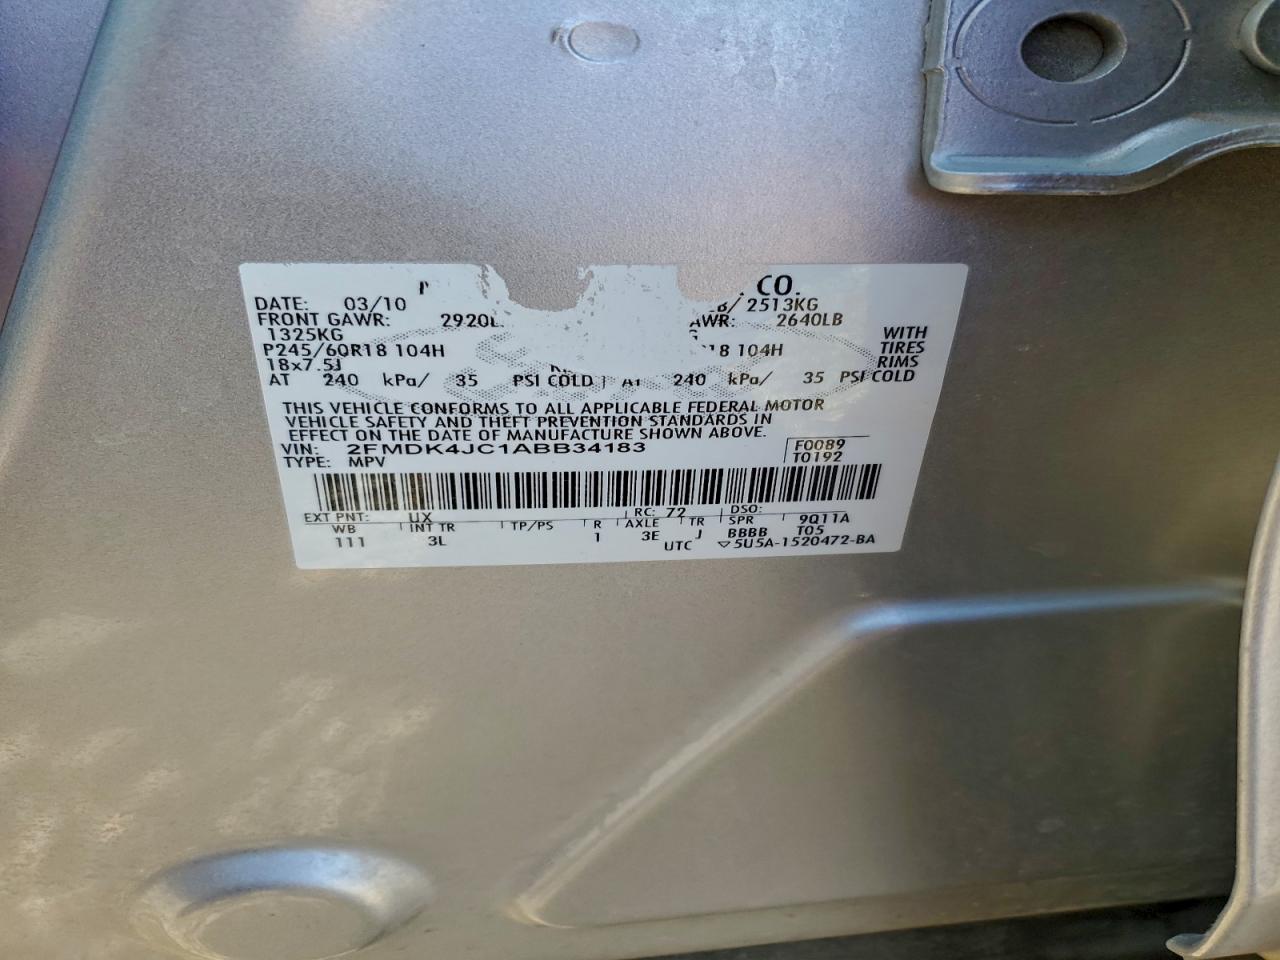 CO.
DATE: 03/10 2513KG
FRONT GAWR: 2920L AWR: 2640LB
1325KG WITH
P245/60R18 104H 18 104H TIRES
18x7.5J RIMS
AT 240 kPa/ 35 PSI COLD AT 240 kPa/ 35 PSI COLD
THIS VEHICLE CONFORMS TO ALL APPLICABLE FEDERAL MOTOR
VEHICLE SAFETY AND THEFT PREVENTION STANDARDS IN
EFFECT ON THE DATE OF MANUFACTURE SHOWN ABOVE.
VIN: 2FMDK4JC1ABB34183 F0089
TYPE: MPV T0192
EXT PNT: UX RC: 72 DSO:
WB INT TR TP/PS R AXLE TR SPR 9Q11A
111 3L 1 3E J BBBB T05
UTC ▽5U5A-1520472-BA